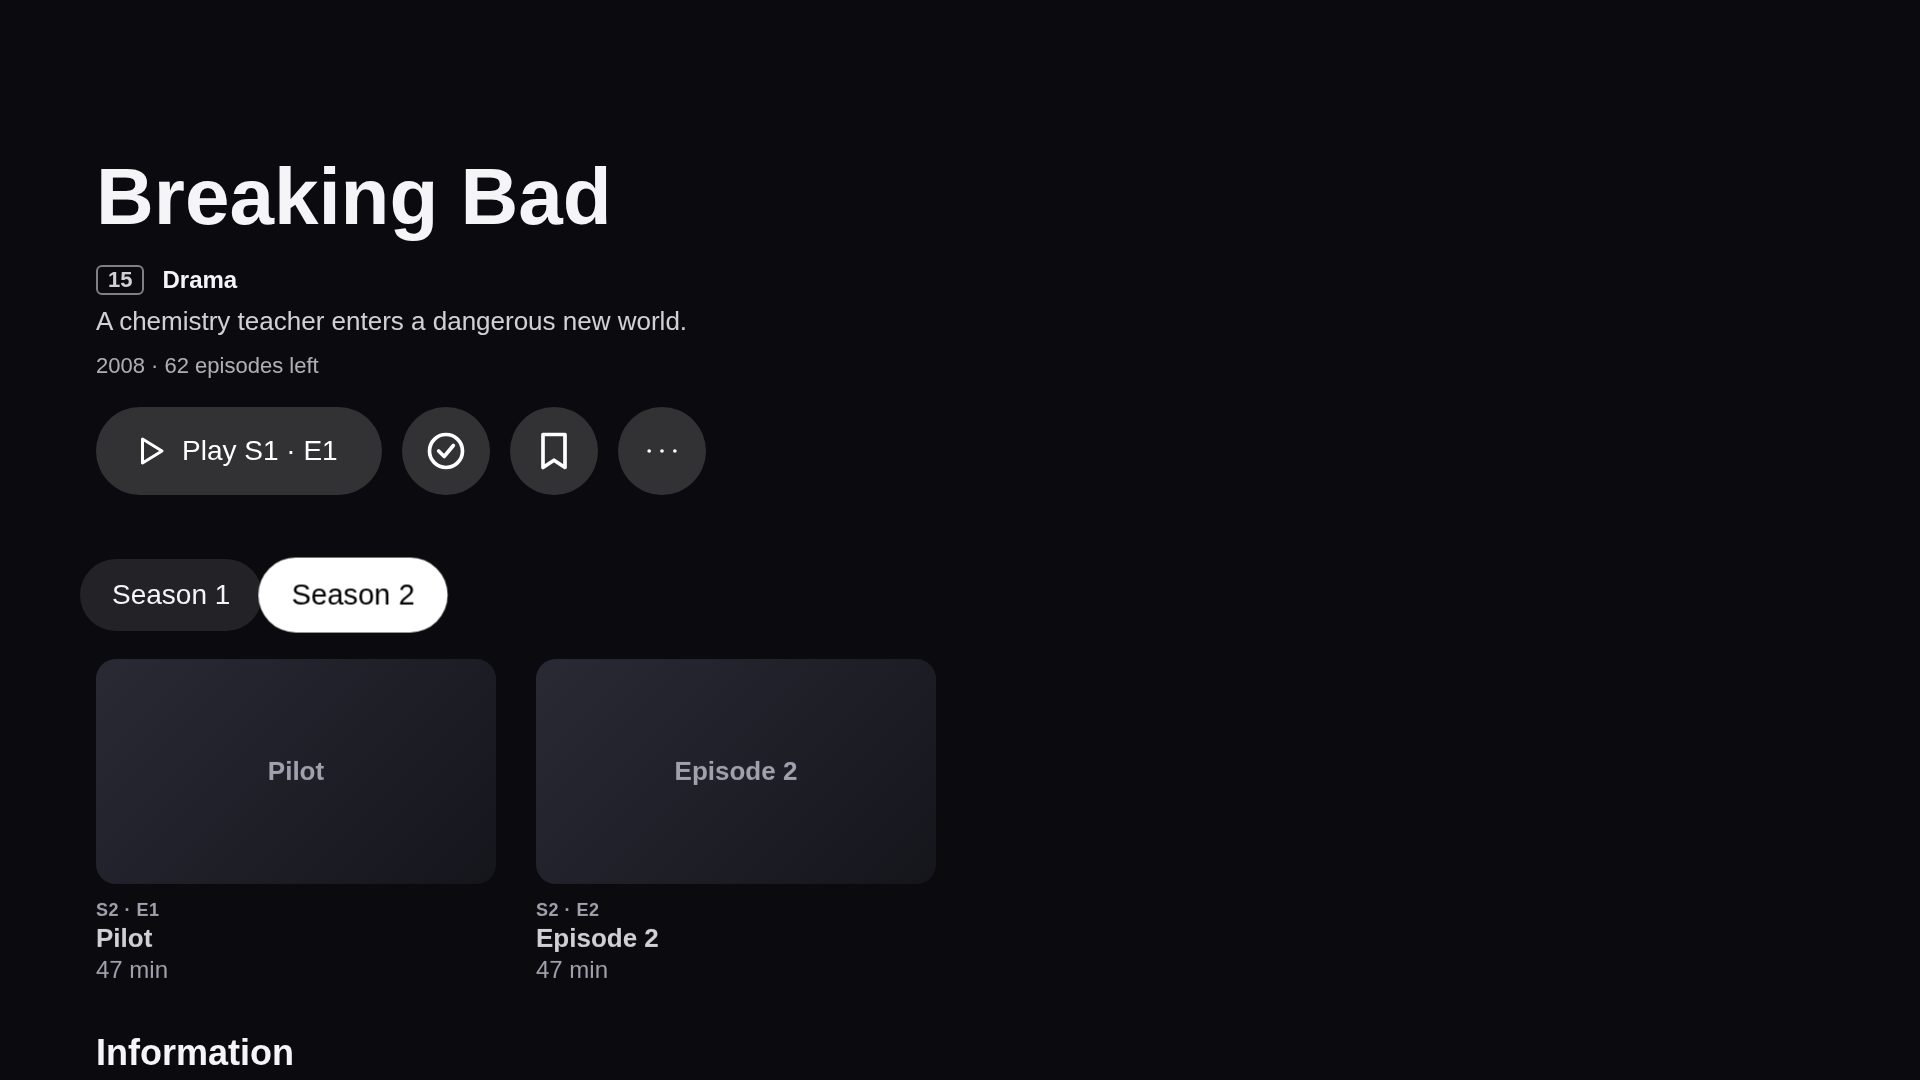 Breaking Bad
15 Drama
A chemistry teacher enters a dangerous new world.
2008 · 62 episodes left
Play S1 · E1
Season 1 Season 2
Pilot Episode 2
S2 · E1 S2 · E2
Pilot Episode 2
47 min 47 min
Information